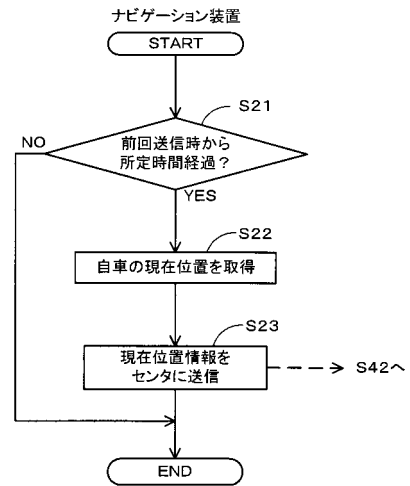 ナビゲーション装置
START
S21
NO
前回送信時から
所定時間経過？
YES
S22
自車の現在位置を取得
S23
現在位置情報を
センタに送信
S42へ
END